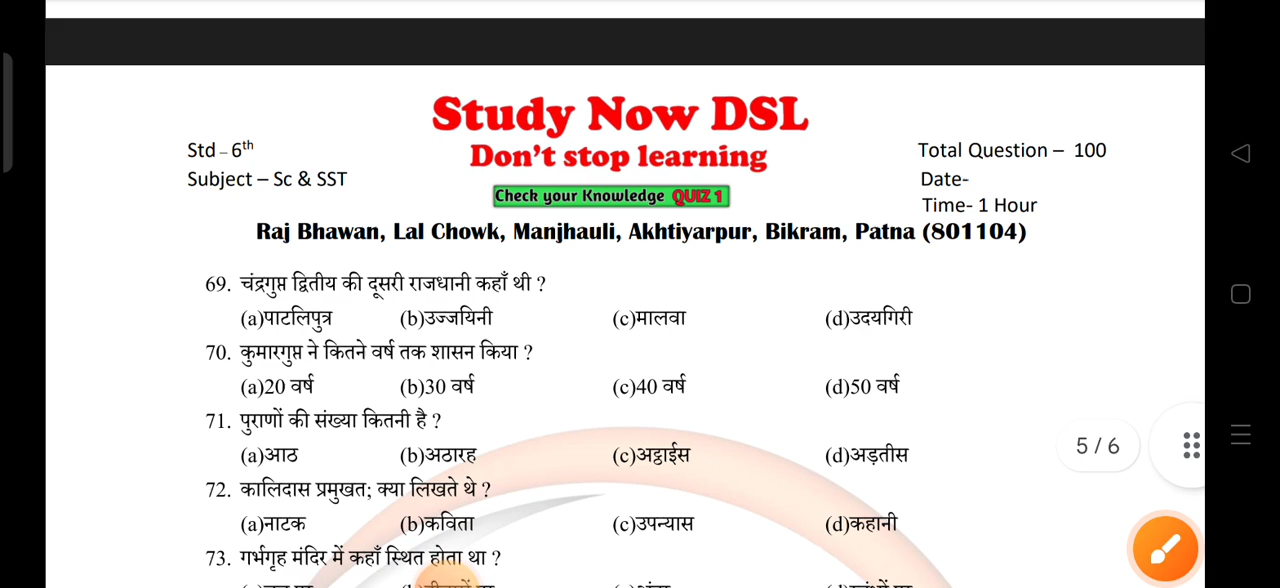 Study Now DSL
Std – 6th
Don't stop learning
Total Question – 100
Subject – Sc & SST
Date-
Check your Knowledge QUIZ 1
Time- 1 Hour
Raj Bhawan, Lal Chowk, Manjhauli, Akhtiyarpur, Bikram, Patna (801104)
69. चंद्रगुप्त द्वितीय की दूसरी राजधानी कहाँ थी ?
(a)पाटलिपुत्र (b)उज्जयिनी (c)मालवा (d)उदयगिरी
70. कुमारगुप्त ने कितने वर्ष तक शासन किया ?
(a)20 वर्ष (b)30 वर्ष (c)40 वर्ष (d)50 वर्ष
71. पुराणों की संख्या कितनी है ?
(a)आठ (b)अठारह (c)अट्ठाईस (d)अड़तीस
5 / 6
72. कालिदास प्रमुखत; क्या लिखते थे ?
(a)नाटक (b)कविता (c)उपन्यास (d)कहानी
73. गर्भगृह मंदिर में कहाँ स्थित होता था ?